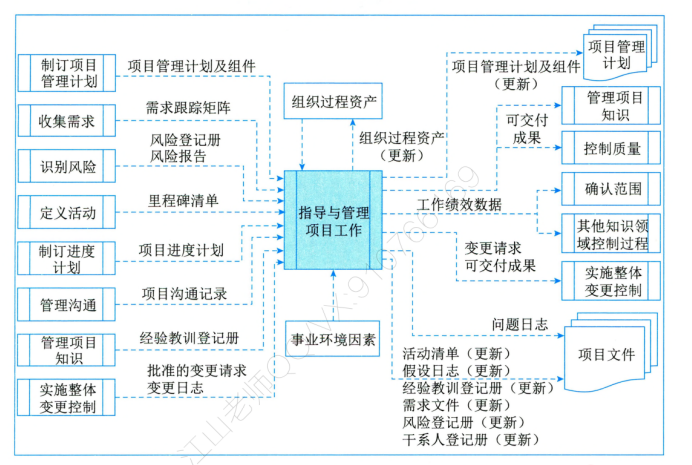 制订项目
管理计划
收集需求
识别风险
定义活动
制订进度
计划
管理沟通
管理项目
知识
实施整体
变更控制
项目管理计划及组件
需求跟踪矩阵
风险登记册
风险报告
里程碑清单
项目进度计划
项目沟通记录
经验教训登记册
批准的变更请求
变更日志
组织过程资产
组织过程资产
（更新）
指导与管理
项目工作
事业环境因素
项目管理计划及组件
（更新）
可交付
成果
工作绩效数据
变更请求
可交付成果
问题日志
活动清单（更新）
假设日志（更新）
经验教训登记册（更新）
需求文件（更新）
风险登记册（更新）
干系人登记册（更新）
项目管理
计划
管理项目
知识
控制质量
确认范围
其他知识领
域控制过程
实施整体
变更控制
项目文件